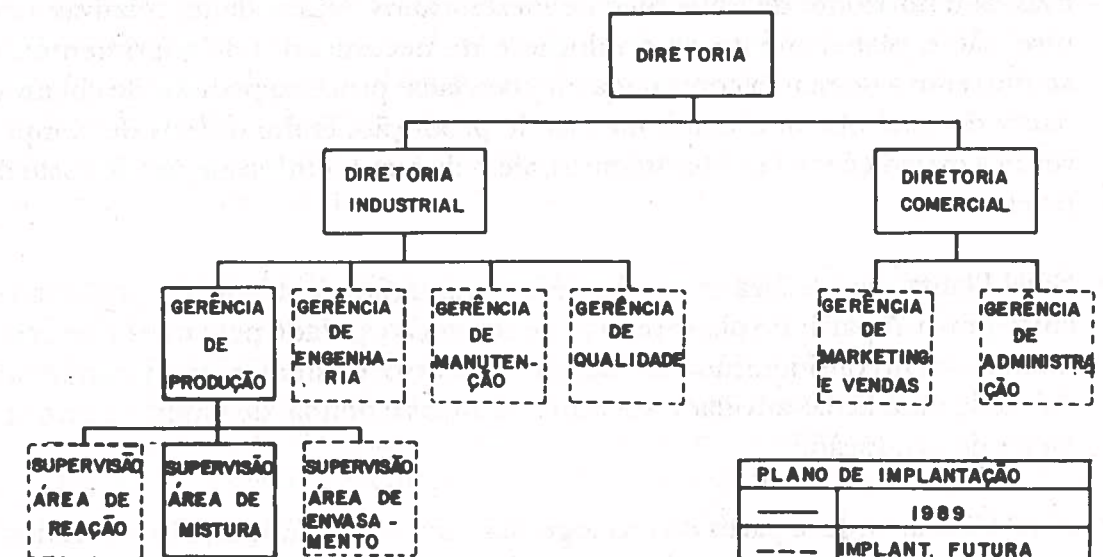 DIRETORIA
DIRETORIA
INDUSTRIAL
DIRETORIA
COMERCIAL
GERÊNCIA
DE
PRODUÇÃO
GERÊNCIA
DE
ENGENHA-
RIA
GERÊNCIA
DE
MANUTEN-
ÇÃO
GERÊNCIA
DE
QUALIDADE
GERÊNCIA
DE
MARKETING
E VENDAS
GERÊNCIA
DE
ADMINISTRA
ÇÃO
SUPERVISÃO
ÁREA DE
REAÇÃO
SUPERVISÃO
ÁREA DE
MISTURA
SUPERVISÃO
ÁREA DE
ENVASA-
MENTO
PLANO DE IMPLANTAÇÃO
1989
IMPLANT. FUTURA